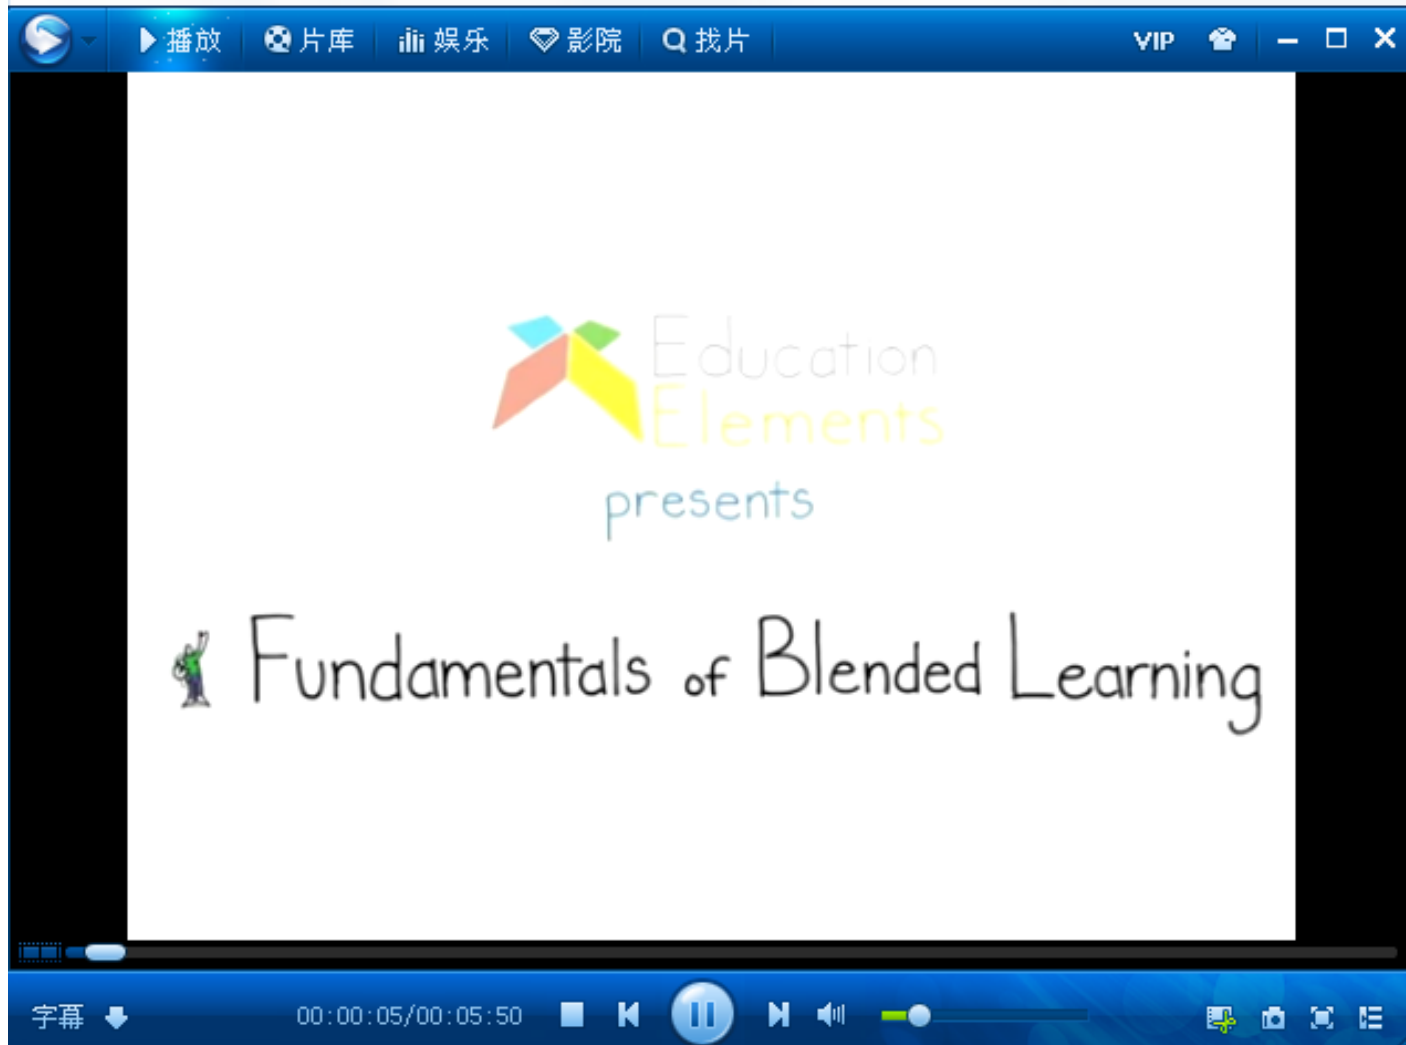 播放 片库 娱乐 影院 找片 VIP
Education
Elements
presents
Fundamentals of Blended Learning
字幕 00:00:05/00:05:50